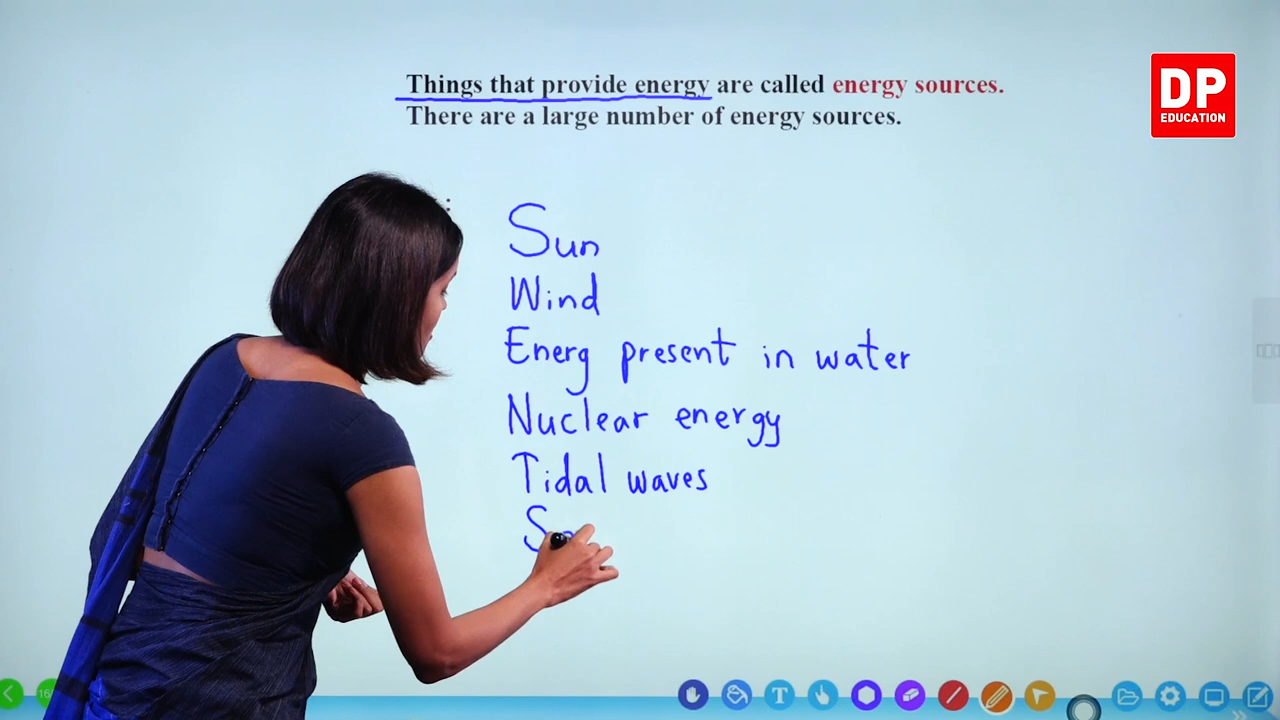 Things that provide energy are called energy sources.
There are a large number of energy sources.
DP
EDUCATION
Sun
Wind
Energ present in water
Nuclear energy
Tidal waves
16